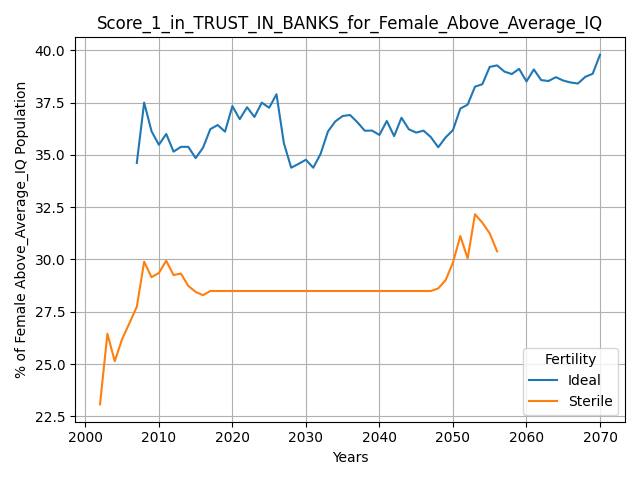 Score_1_in_TRUST_IN_BANKS_for_Female_Above_Average_IQ
% of Female Above_Average_IQ Population
40.0
37.5
35.0
32.5
30.0
27.5
25.0
22.5
2000 2010 2020 2030 2040 2050 2060 2070
Years
Fertility
Ideal
Sterile